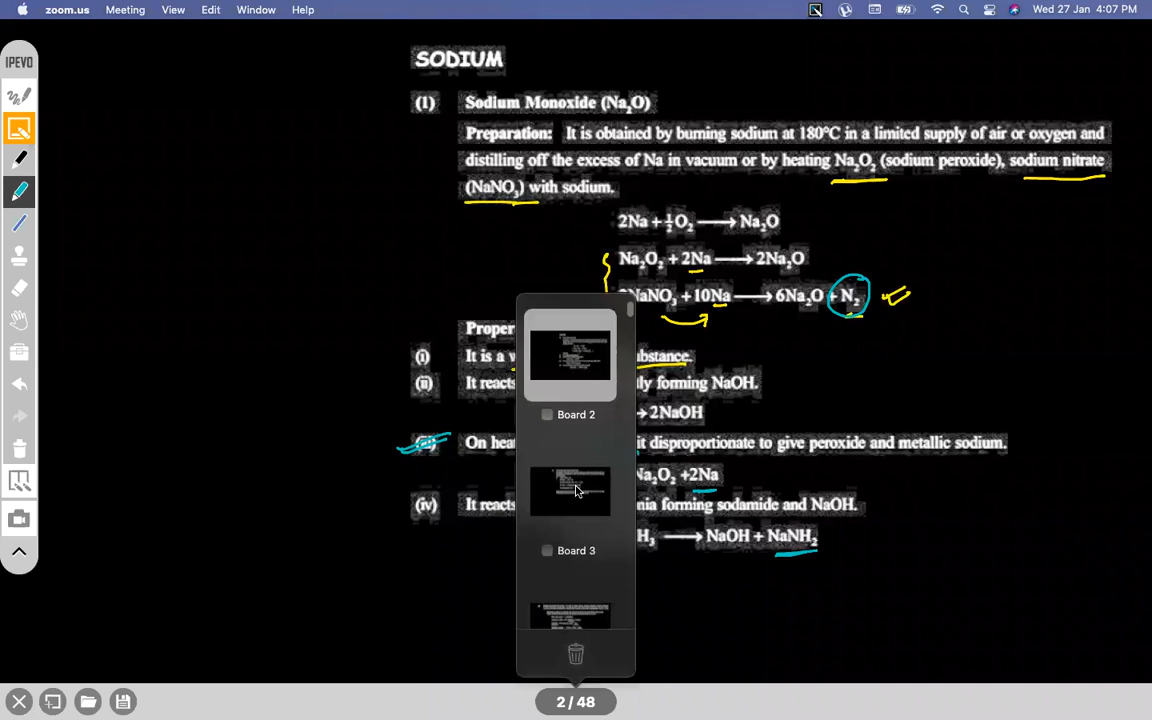 zoom.us Meeting View Edit Window Help Wed 27 Jan 4:07 PM
IPEVO
SODIUM
(1) Sodium Monoxide (Na₂O)
Preparation: It is obtained by burning sodium at 180°C in a limited supply of air or oxygen and
distilling off the excess of Na in vacuum or by heating Na₂O₂ (sodium peroxide), sodium nitrate
(NaNO₃) with sodium.
2Na + ½O₂ ⟶ Na₂O
Na₂O₂ + 2Na ⟶ 2Na₂O
NaNO₃ + 10Na ⟶ 6Na₂O + N₂
Proper
(i) It is a
(ii) It reacts ly forming NaOH.
→ 2NaOH
On heat it disproportionate to give peroxide and metallic sodium.
Na₂O₂ +2Na
(iv) It reacts nia forming sodamide and NaOH.
H₃ ⟶ NaOH + NaNH₂
Board 2
Board 3
2 / 48